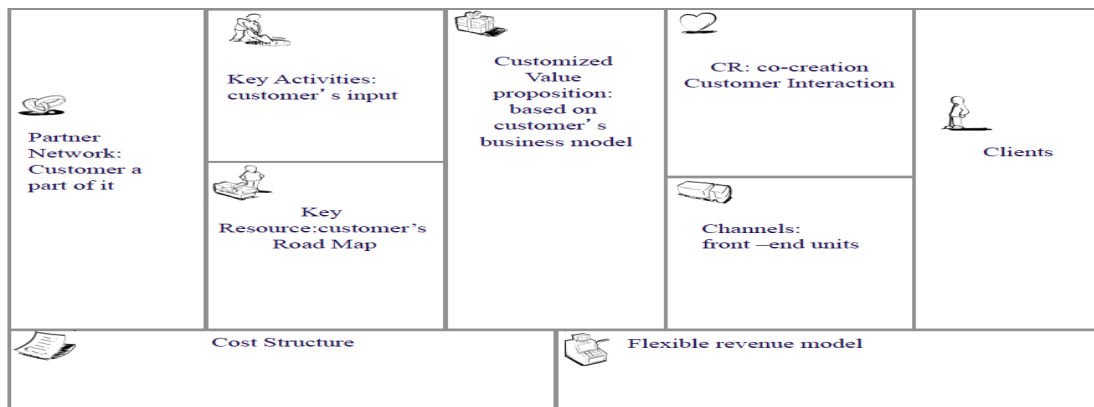 Partner
Network:
Customer a
part of it
Key Activities:
customer’s input
Key
Resource:customer’s
Road Map
Customized
Value
proposition:
based on
customer’s
business model
CR: co-creation
Customer Interaction
Channels:
front –end units
Clients
Cost Structure
Flexible revenue model